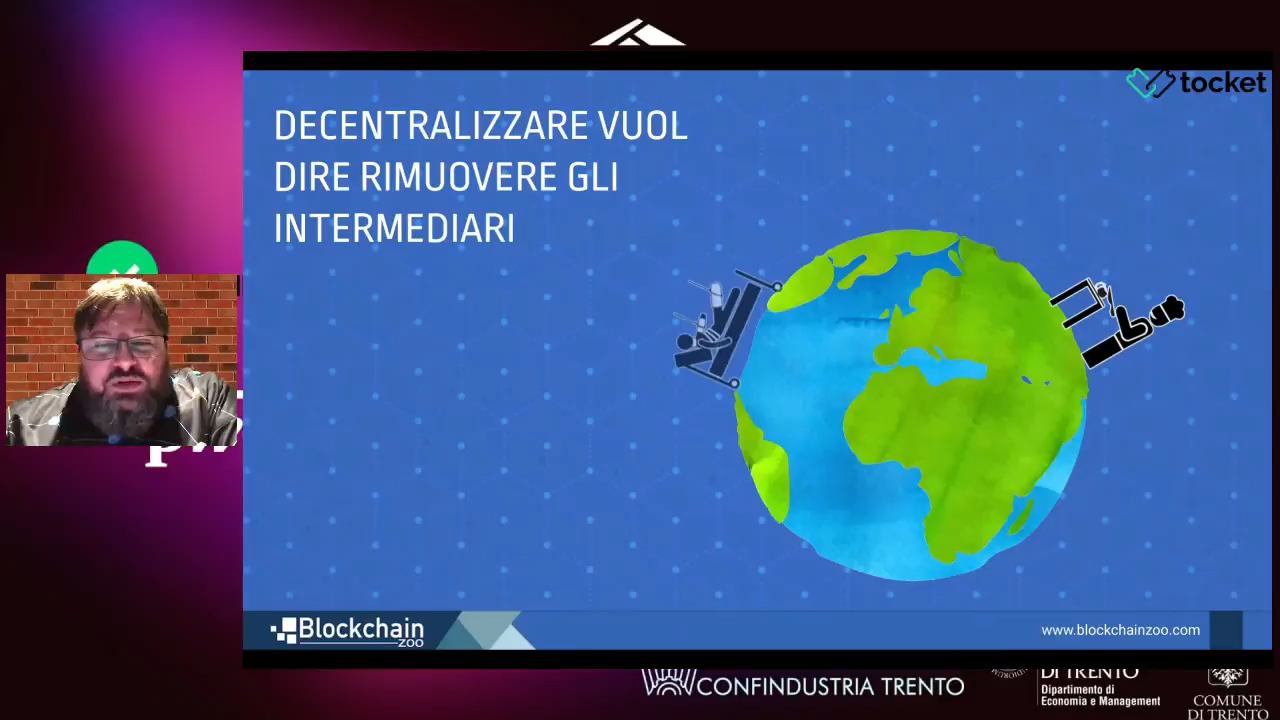 tocket
DECENTRALIZZARE VUOL
DIRE RIMUOVERE GLI
INTERMEDIARI
Blockchain
ZOO
www.blockchainzoo.com
CONFINDUSTRIA TRENTO
DI TRENTO
Dipartimento di
Economia e Management
COMUNE
DI TRENTO